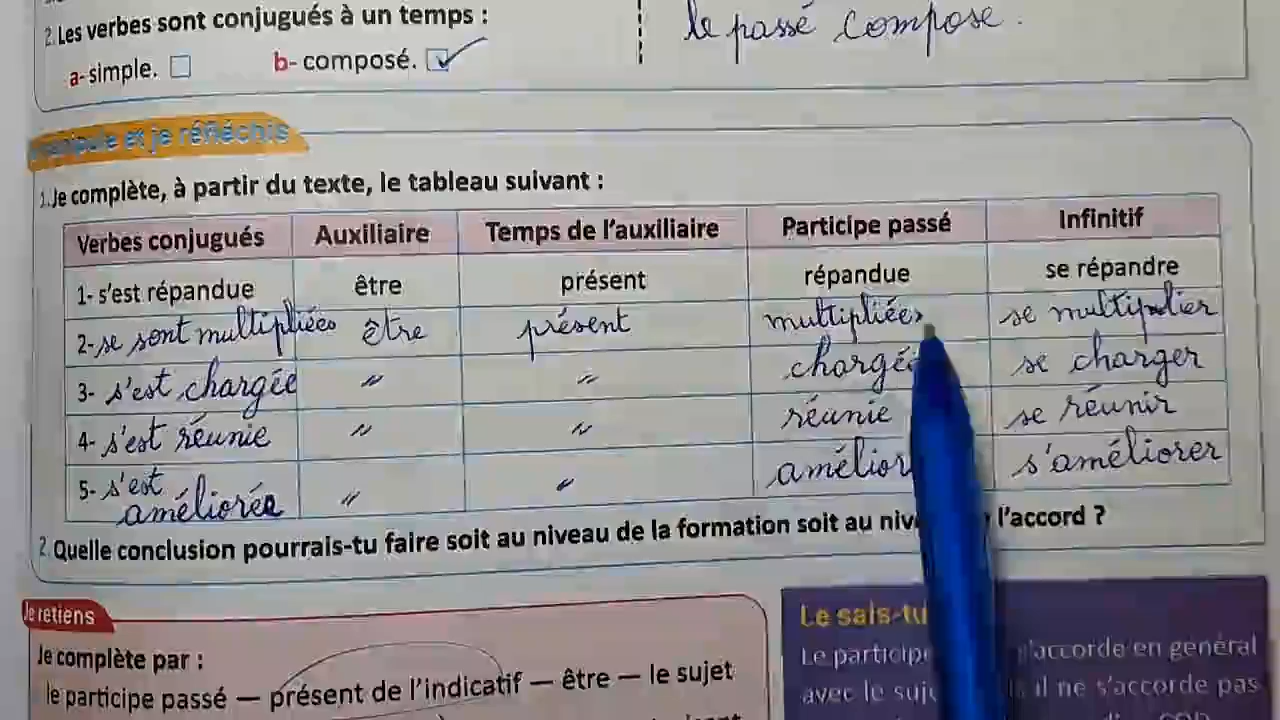 2. Les verbes sont conjugués à un temps :
a- simple. b- composé.
le passé composé.
et je réfléchis
1. Je complète, à partir du texte, le tableau suivant :
Verbes conjugués Auxiliaire Temps de l'auxiliaire Participe passé Infinitif
1- s'est répandue être présent répandue se répandre
2- se sont multipliées être présent multipliées se multiplier
3- s'est chargée " " chargée se charger
4- s'est réunie " " réunie se réunir
5- s'est améliorée " " amélior s'améliorer
2. Quelle conclusion pourrais-tu faire soit au niveau de la formation soit au l'accord ?
Je retiens
Je complète par :
le participe passé — présent de l'indicatif — être — le sujet
Le sais-tu
Le participe s'accorde en général
avec le il ne s'accorde pas